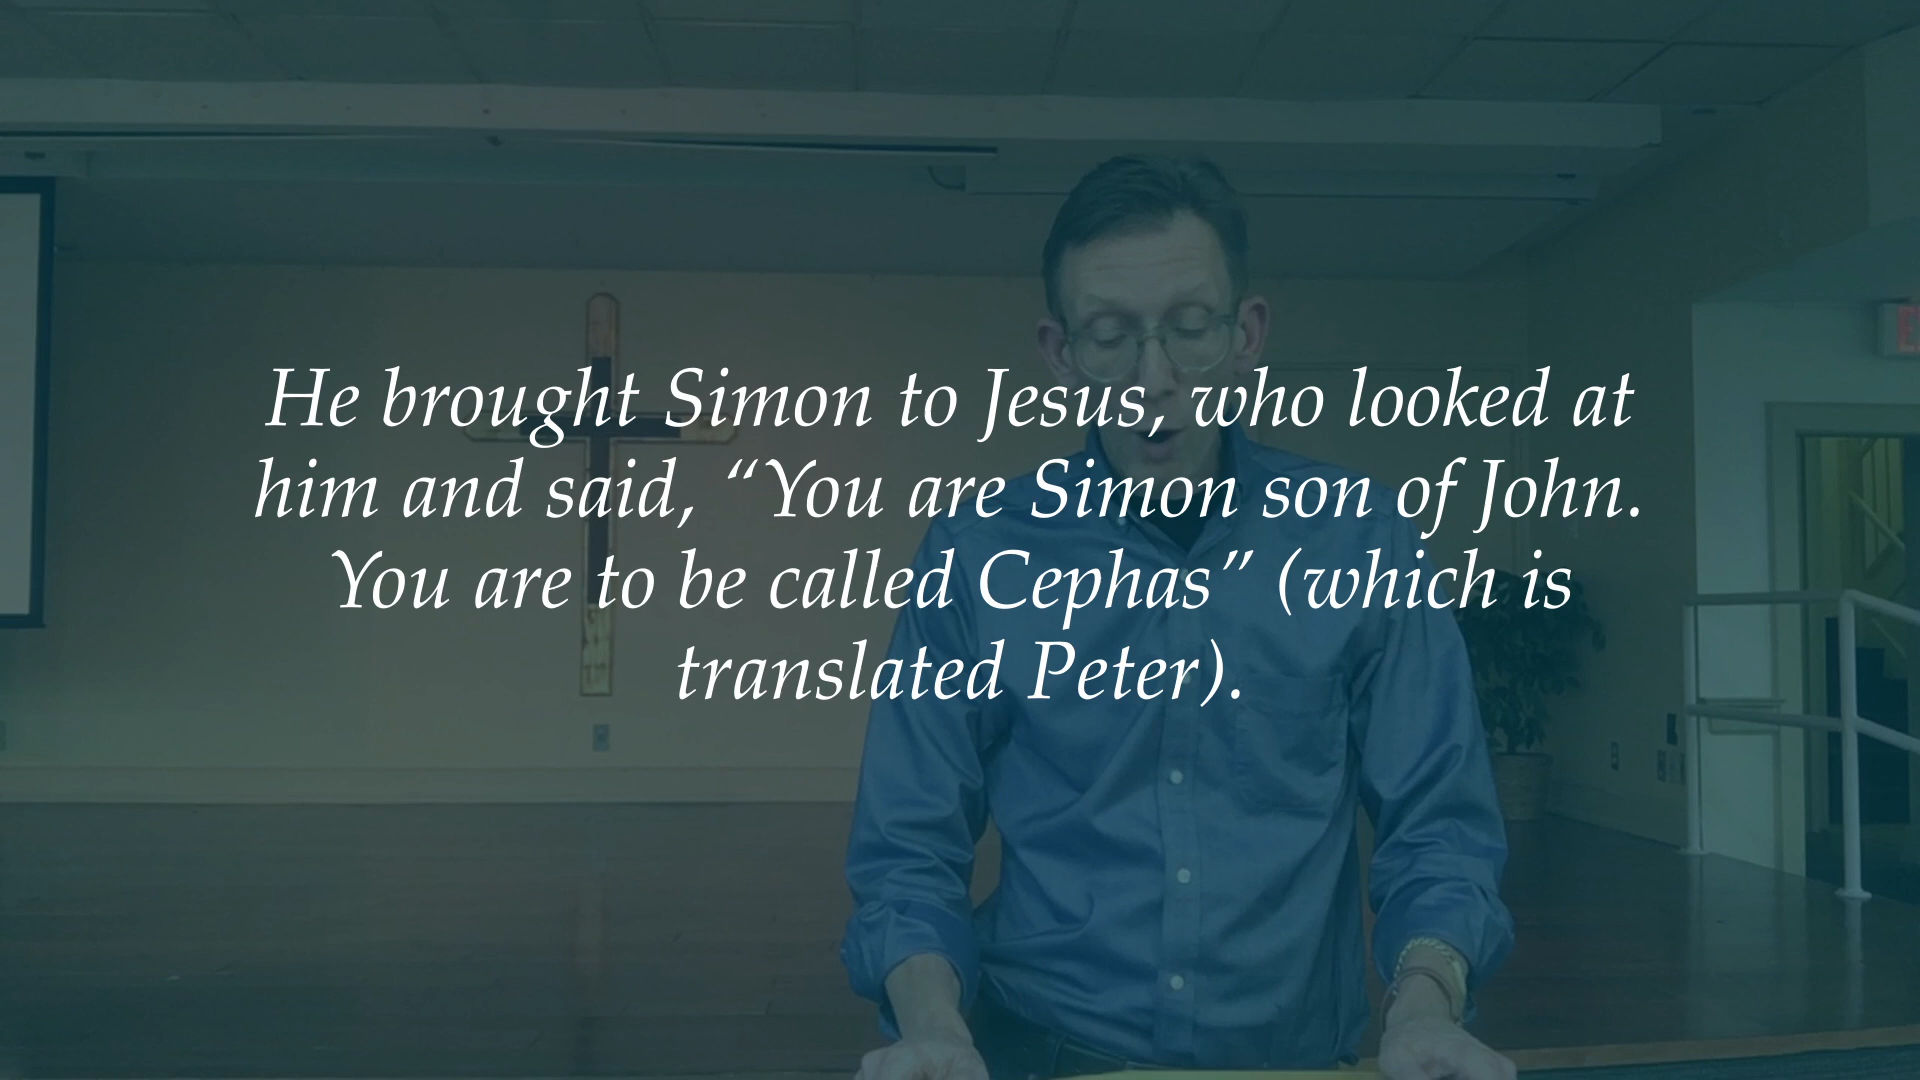 He brought Simon to Jesus, who looked at
him and said, “You are Simon son of John.
You are to be called Cephas” (which is
translated Peter).